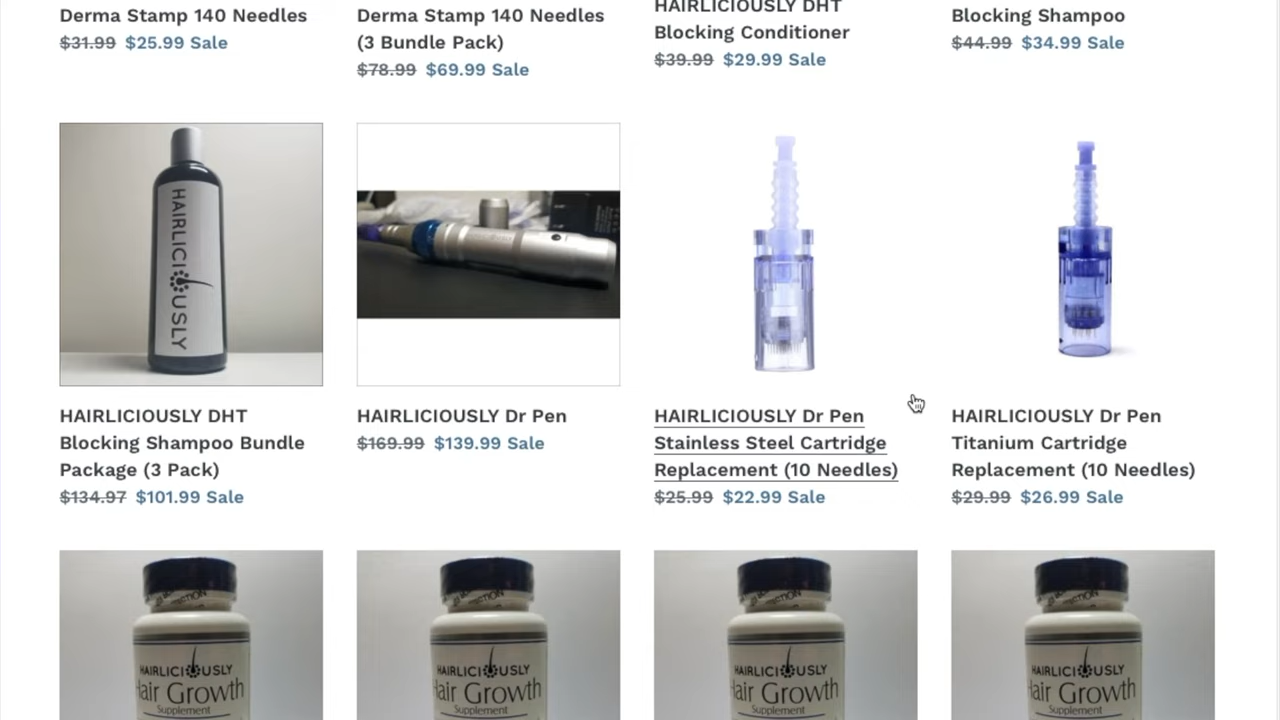 Derma Stamp 140 Needles
$31.99 $25.99 Sale
Derma Stamp 140 Needles
(3 Bundle Pack)
$78.99 $69.99 Sale
HAIRLICIOUSLY DHT
Blocking Conditioner
$39.99 $29.99 Sale
Blocking Shampoo
$44.99 $34.99 Sale
HAIRLICIOUSLY
HAIRLICIOUSLY DHT
Blocking Shampoo Bundle
Package (3 Pack)
$134.97 $101.99 Sale
HAIRLICIOUSLY Dr Pen
$169.99 $139.99 Sale
HAIRLICIOUSLY Dr Pen
Stainless Steel Cartridge
Replacement (10 Needles)
$25.99 $22.99 Sale
HAIRLICIOUSLY Dr Pen
Titanium Cartridge
Replacement (10 Needles)
$29.99 $26.99 Sale
HAIRLICIOUSLY
Hair Growth
Supplement
HAIRLICIOUSLY
Hair Growth
Supplement
HAIRLICIOUSLY
Hair Growth
Supplement
HAIRLICIOUSLY
Hair Growth
Supplement